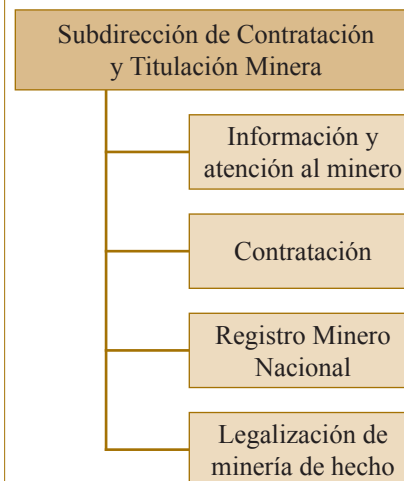 Subdirección de Contratación
y Titulación Minera
Información y
atención al minero
Contratación
Registro Minero
Nacional
Legalización de
minería de hecho